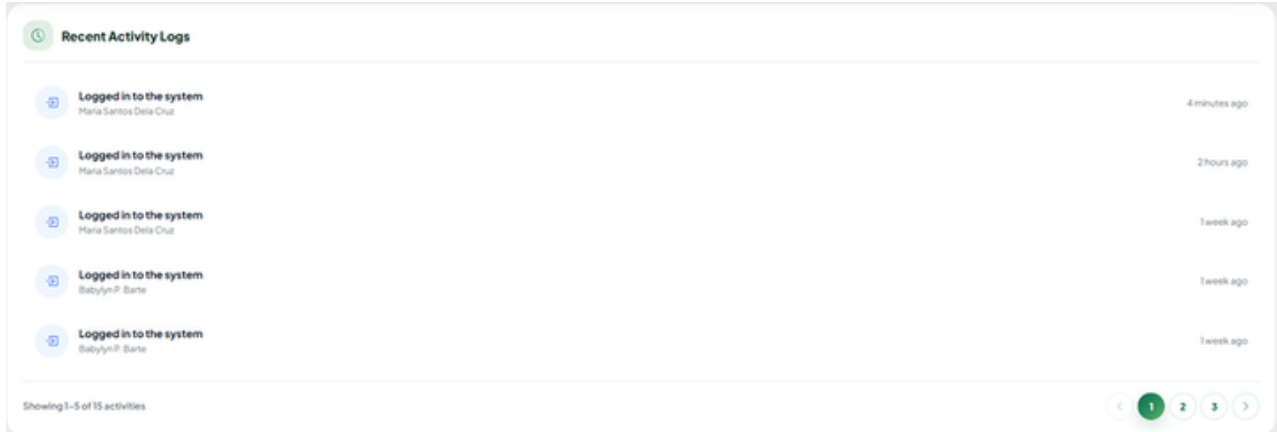 Recent Activity Logs
Logged in to the system
Maria Santos Dela Cruz
4 minutes ago
Logged in to the system
Maria Santos Dela Cruz
2 hours ago
Logged in to the system
Maria Santos Dela Cruz
1 week ago
Logged in to the system
Babylyn P. Barte
1 week ago
Logged in to the system
Babylyn P. Barte
1 week ago
Showing 1–5 of 15 activities
1 2 3